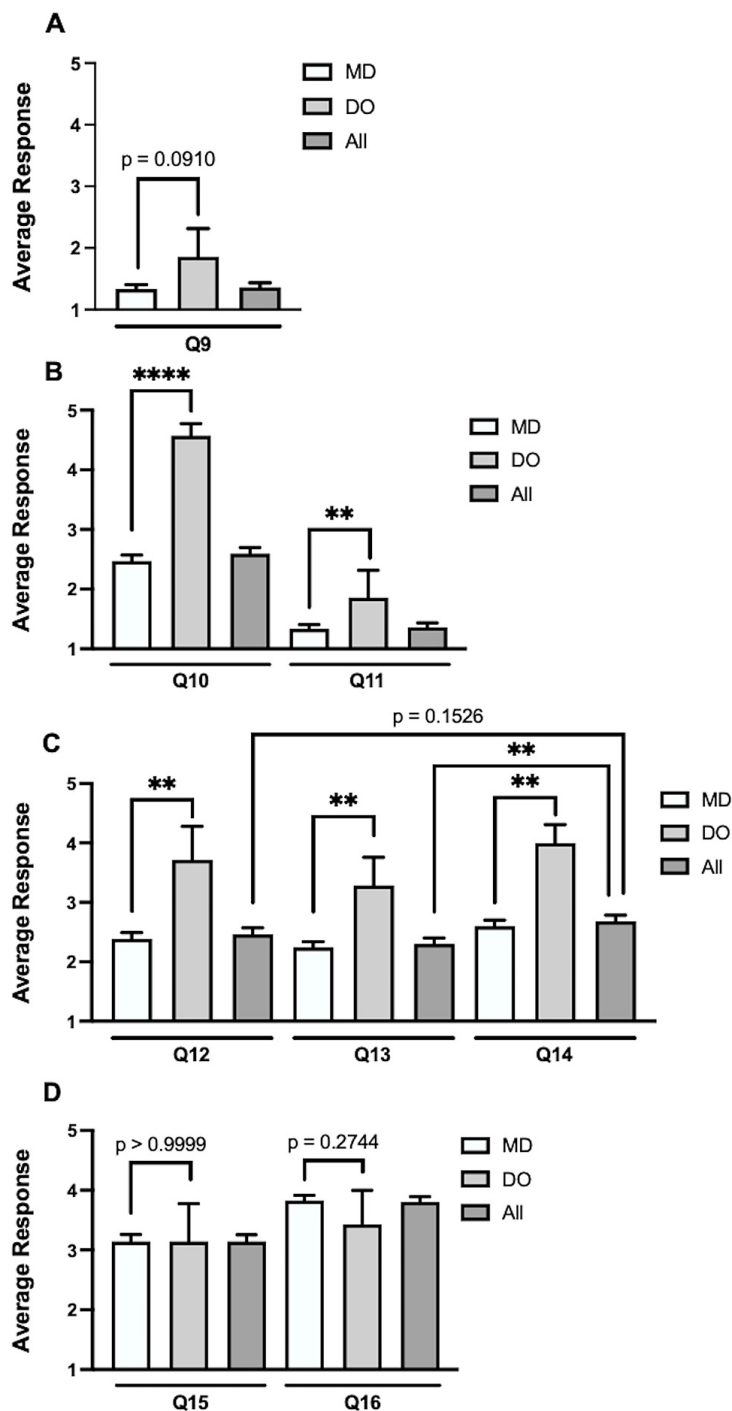 A
5
4
3
2
1
Average Response
p = 0.0910
MD
DO
All
Q9
B
5
4
3
2
1
Average Response
****
**
MD
DO
All
Q10 Q11
C
p = 0.1526
5
4
3
2
1
Average Response
**
**
**
**
MD
DO
All
Q12 Q13 Q14
D
5
4
3
2
1
Average Response
p > 0.9999
p = 0.2744
MD
DO
All
Q15 Q16